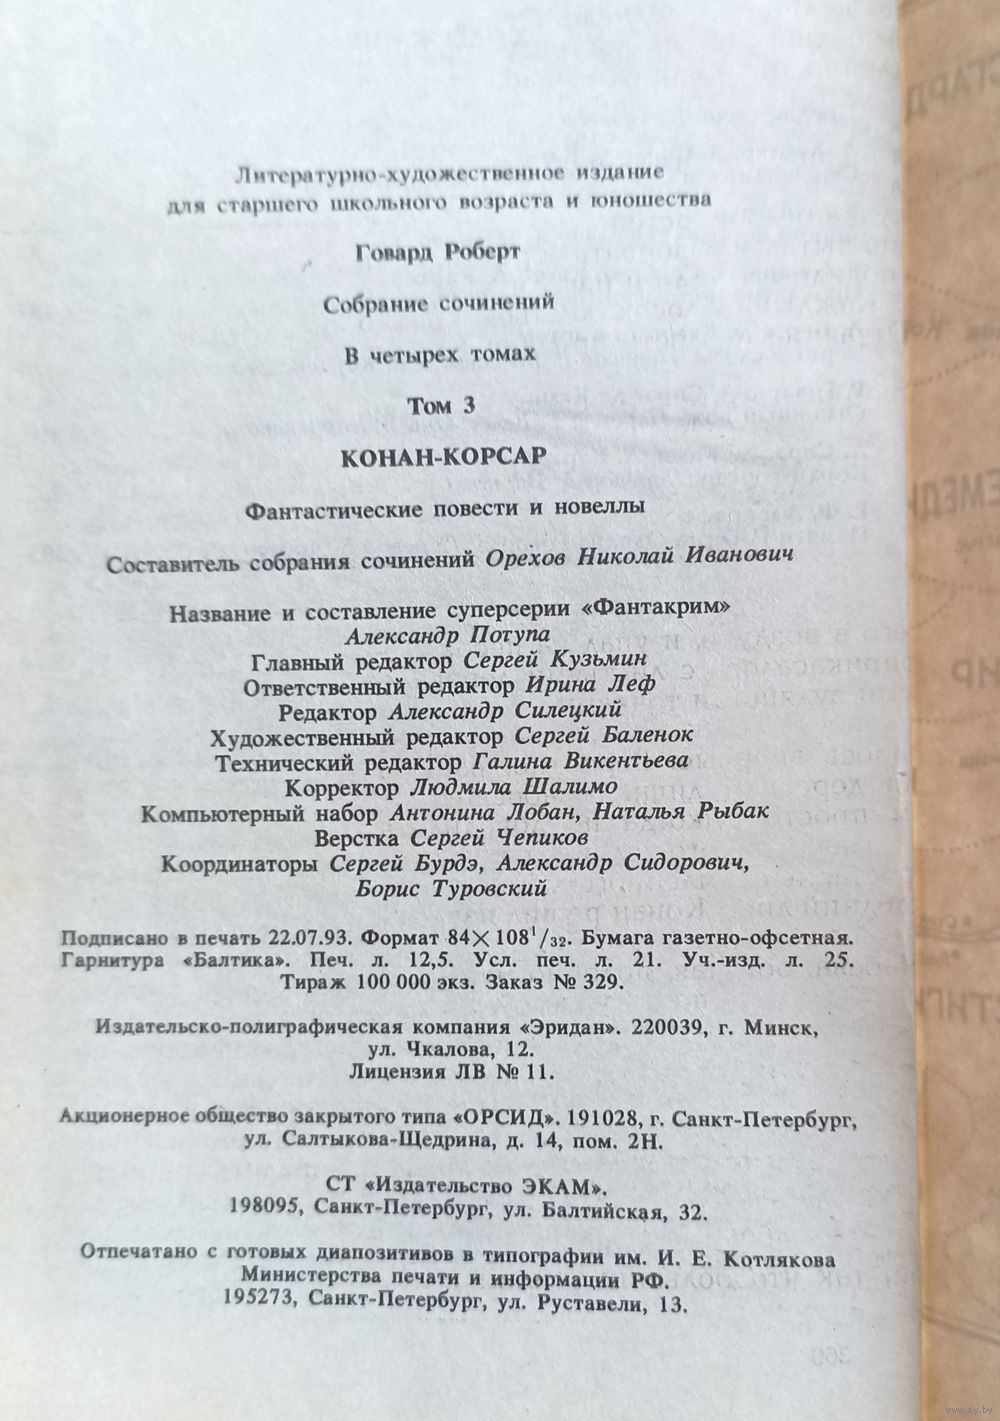 Литературно-художественное издание
для старшего школьного возраста и юношества
Говард Роберт
Собрание сочинений
В четырех томах
Том 3
КОНАН-КОРСАР
Фантастические повести и новеллы
Составитель собрания сочинений Орехов Николай Иванович
Название и составление суперсерии «Фантакрим»
Александр Потупа
Главный редактор Сергей Кузьмин
Ответственный редактор Ирина Леф
Редактор Александр Силецкий
Художественный редактор Сергей Баленок
Технический редактор Галина Викентьева
Корректор Людмила Шалимо
Компьютерный набор Антонина Лобан, Наталья Рыбак
Верстка Сергей Чепиков
Координаторы Сергей Бурдэ, Александр Сидорович,
Борис Туровский
Подписано в печать 22.07.93. Формат 84×108¹/₃₂. Бумага газетно-офсетная.
Гарнитура «Балтика». Печ. л. 12,5. Усл. печ. л. 21. Уч.-изд. л. 25.
Тираж 100 000 экз. Заказ № 329.
Издательско-полиграфическая компания «Эридан». 220039, г. Минск,
ул. Чкалова, 12.
Лицензия ЛВ № 11.
Акционерное общество закрытого типа «ОРСИД». 191028, г. Санкт-Петербург,
ул. Салтыкова-Щедрина, д. 14, пом. 2Н.
СТ «Издательство ЭКАМ».
198095, Санкт-Петербург, ул. Балтийская, 32.
Отпечатано с готовых диапозитивов в типографии им. И. Е. Котлякова
Министерства печати и информации РФ.
195273, Санкт-Петербург, ул. Руставели, 13.
www.ay.by